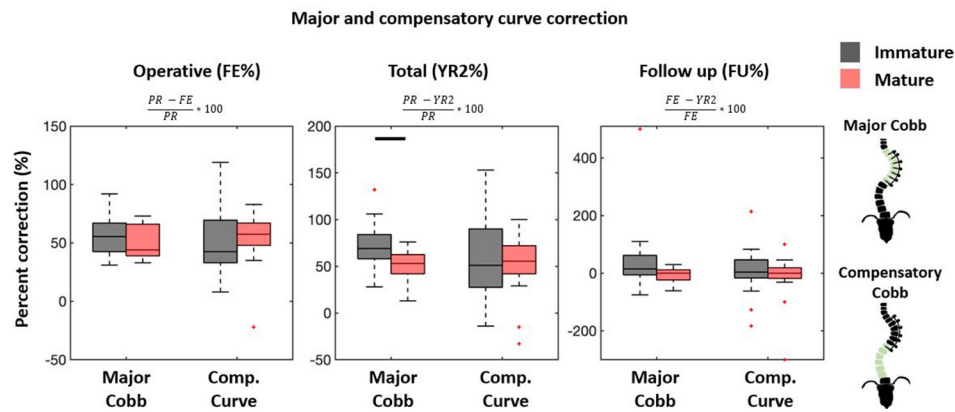 Major and compensatory curve correction
Operative (FE%)
Total (YR2%)
Follow up (FU%)
Immature
Mature
PR − FE
PR
* 100
PR − YR2
PR
* 100
FE − YR2
FE
* 100
Percent correction (%)
150
100
50
0
-50
200
150
100
50
0
-50
400
200
0
-200
Major Cobb
Compensatory
Cobb
Major
Cobb
Comp.
Curve
Major
Cobb
Comp.
Curve
Major
Cobb
Comp.
Curve